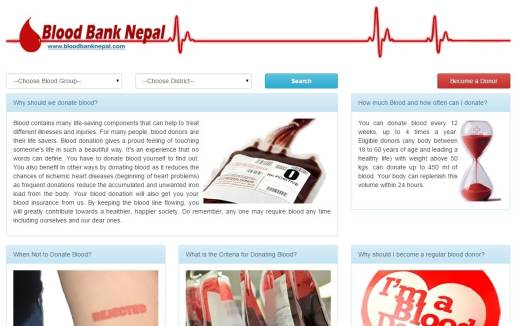 Blood Bank Nepal
www.bloodbanknepal.com
--Choose Blood Group--
--Choose District--
Search
Become a Donor
Why should we donate blood?
Blood contains many life-saving components that can help to treat
different illnesses and injuries. For many people, blood donors are
their life savers. Blood donation gives a proud feeling of touching
someone's life in such a beautiful way. It's an experience that no
words can define. You have to donate blood yourself to find out.
You also benefit in other ways by donating blood as it reduces the
chances of ischemic heart diseases (beginning of heart problems)
as frequent donations reduce the accumulated and unwanted iron
load from the body. Your blood donation will also get you your
blood insurance from us. By keeping the blood line flowing, you
will greatly contribute towards a healthier, happier society. Do remember, any one may require blood any time
including ourselves and our dear ones.
O
How much Blood and how often can I donate?
You can donate blood every 12
weeks, up to 4 times a year.
Eligible donors (any body between
18 to 60 years of age and leading a
healthy life) with weight above 50
kgs. can donate up to 450 ml of
blood. Your body can replenish this
volume within 24 hours.
When Not to Donate Blood?
REJECTED
What is the Criteria for Donating Blood?
Why should I become a regular blood donor?
I'm a
Blood